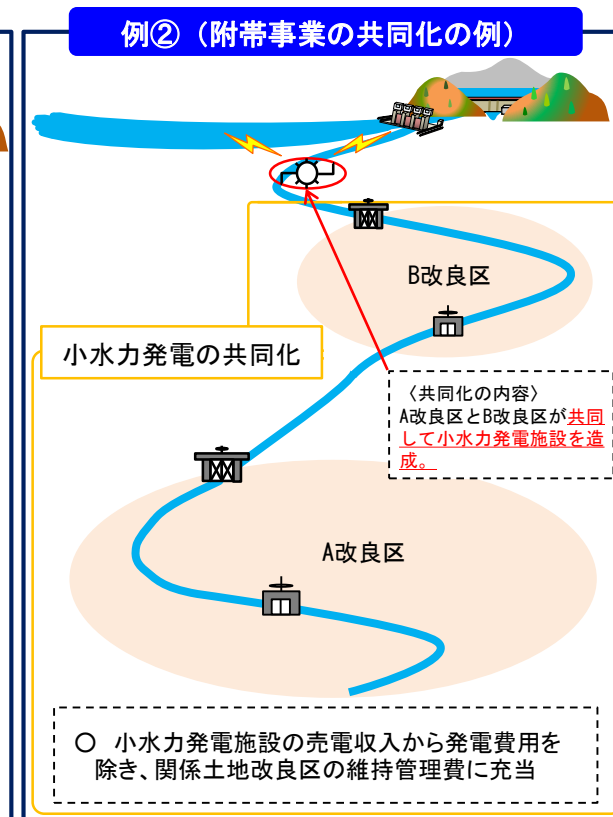 例②（附帯事業の共同化の例）
B改良区
小水力発電の共同化
〈共同化の内容〉
A改良区とB改良区が共同
して小水力発電施設を造
成。
A改良区
○　小水力発電施設の売電収入から発電費用を
除き、関係土地改良区の維持管理費に充当